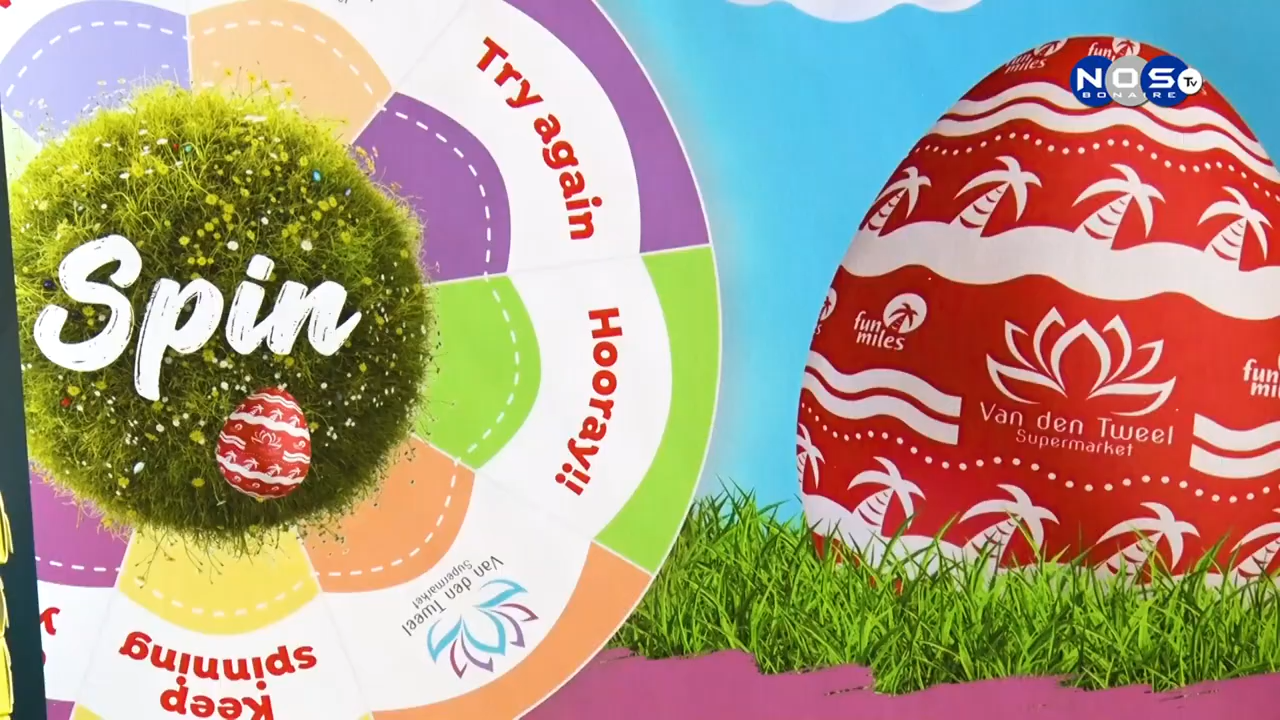 Try again
Hooray!!
Van den Tweel
Supermarket
Keep
spinning
Spin
fun
miles
fun
miles
NOS TV
BONAIRE
fun
miles
Van den Tweel
Supermarket
fun